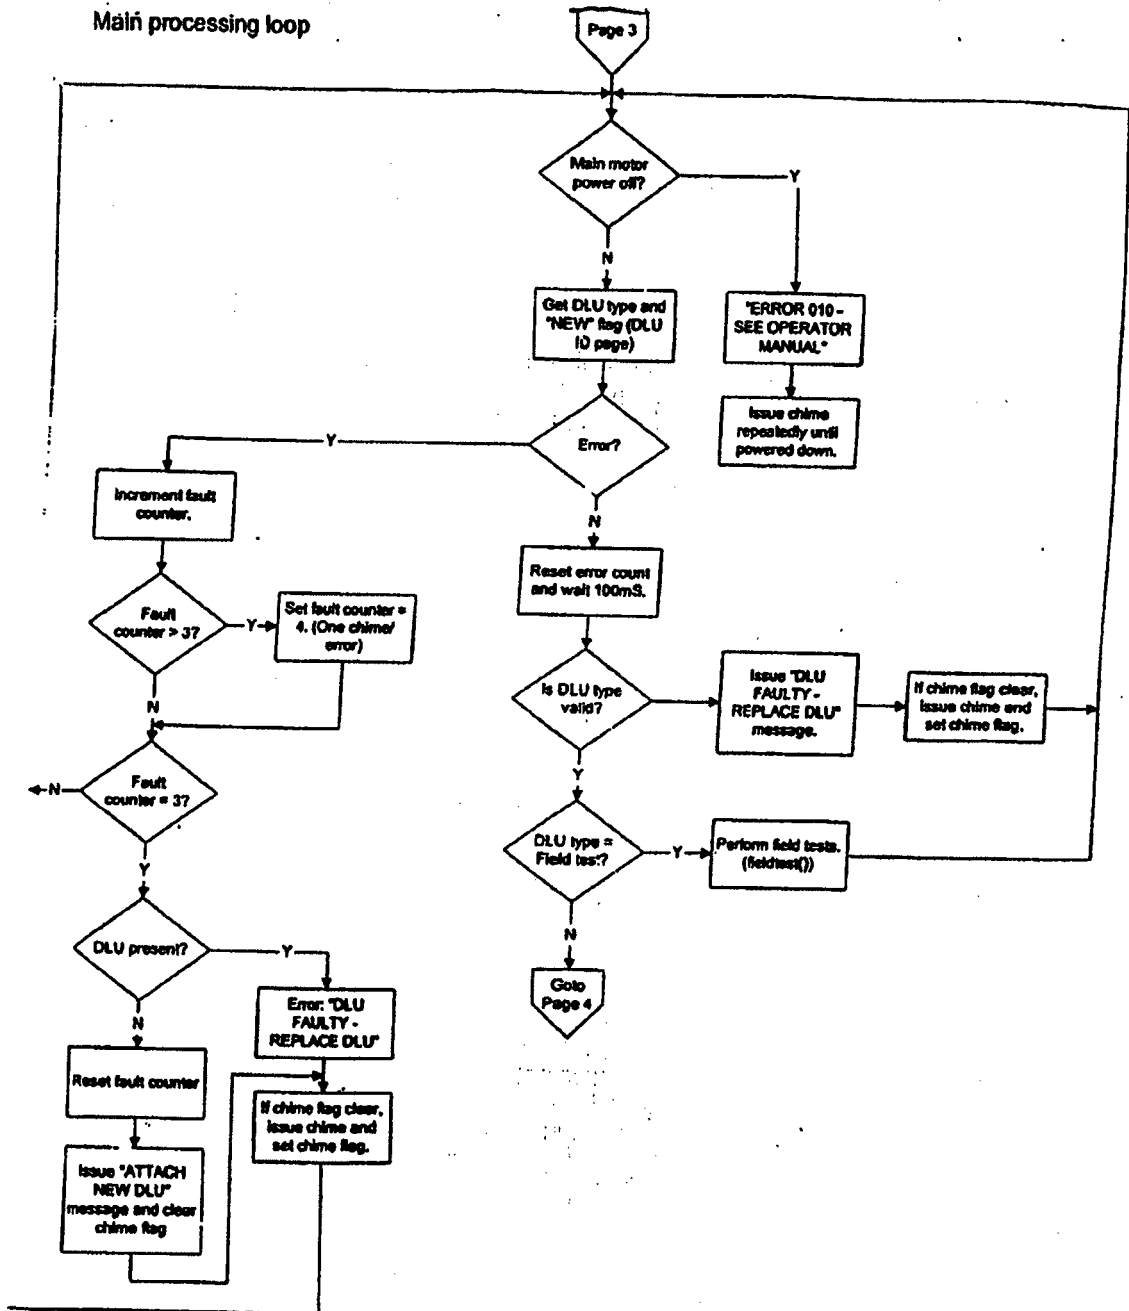 Main processing loop
Page 3
Main motor
power off?
Y
N
Get DLU type and
"NEW" flag (DLU
ID page)
"ERROR 010 -
SEE OPERATOR
MANUAL"
Issue chime
repeatedly until
powered down.
Error?
Y
N
Increment fault
counter.
Reset error count
and wait 100mS.
Fault
counter > 3?
Y
Set fault counter =
4. (One chime/
error)
N
Is DLU type
valid?
Issue "DLU
FAULTY -
REPLACE DLU"
message.
If chime flag clear,
issue chime and
set chime flag.
Y
Fault
counter = 3?
N
Y
DLU type =
Field test?
Y
Perform field tests.
(fieldtest())
N
Goto
Page 4
DLU present?
Y
N
Error: "DLU
FAULTY -
REPLACE DLU"
Reset fault counter
If chime flag clear,
issue chime and
set chime flag.
Issue "ATTACH
NEW DLU"
message and clear
chime flag